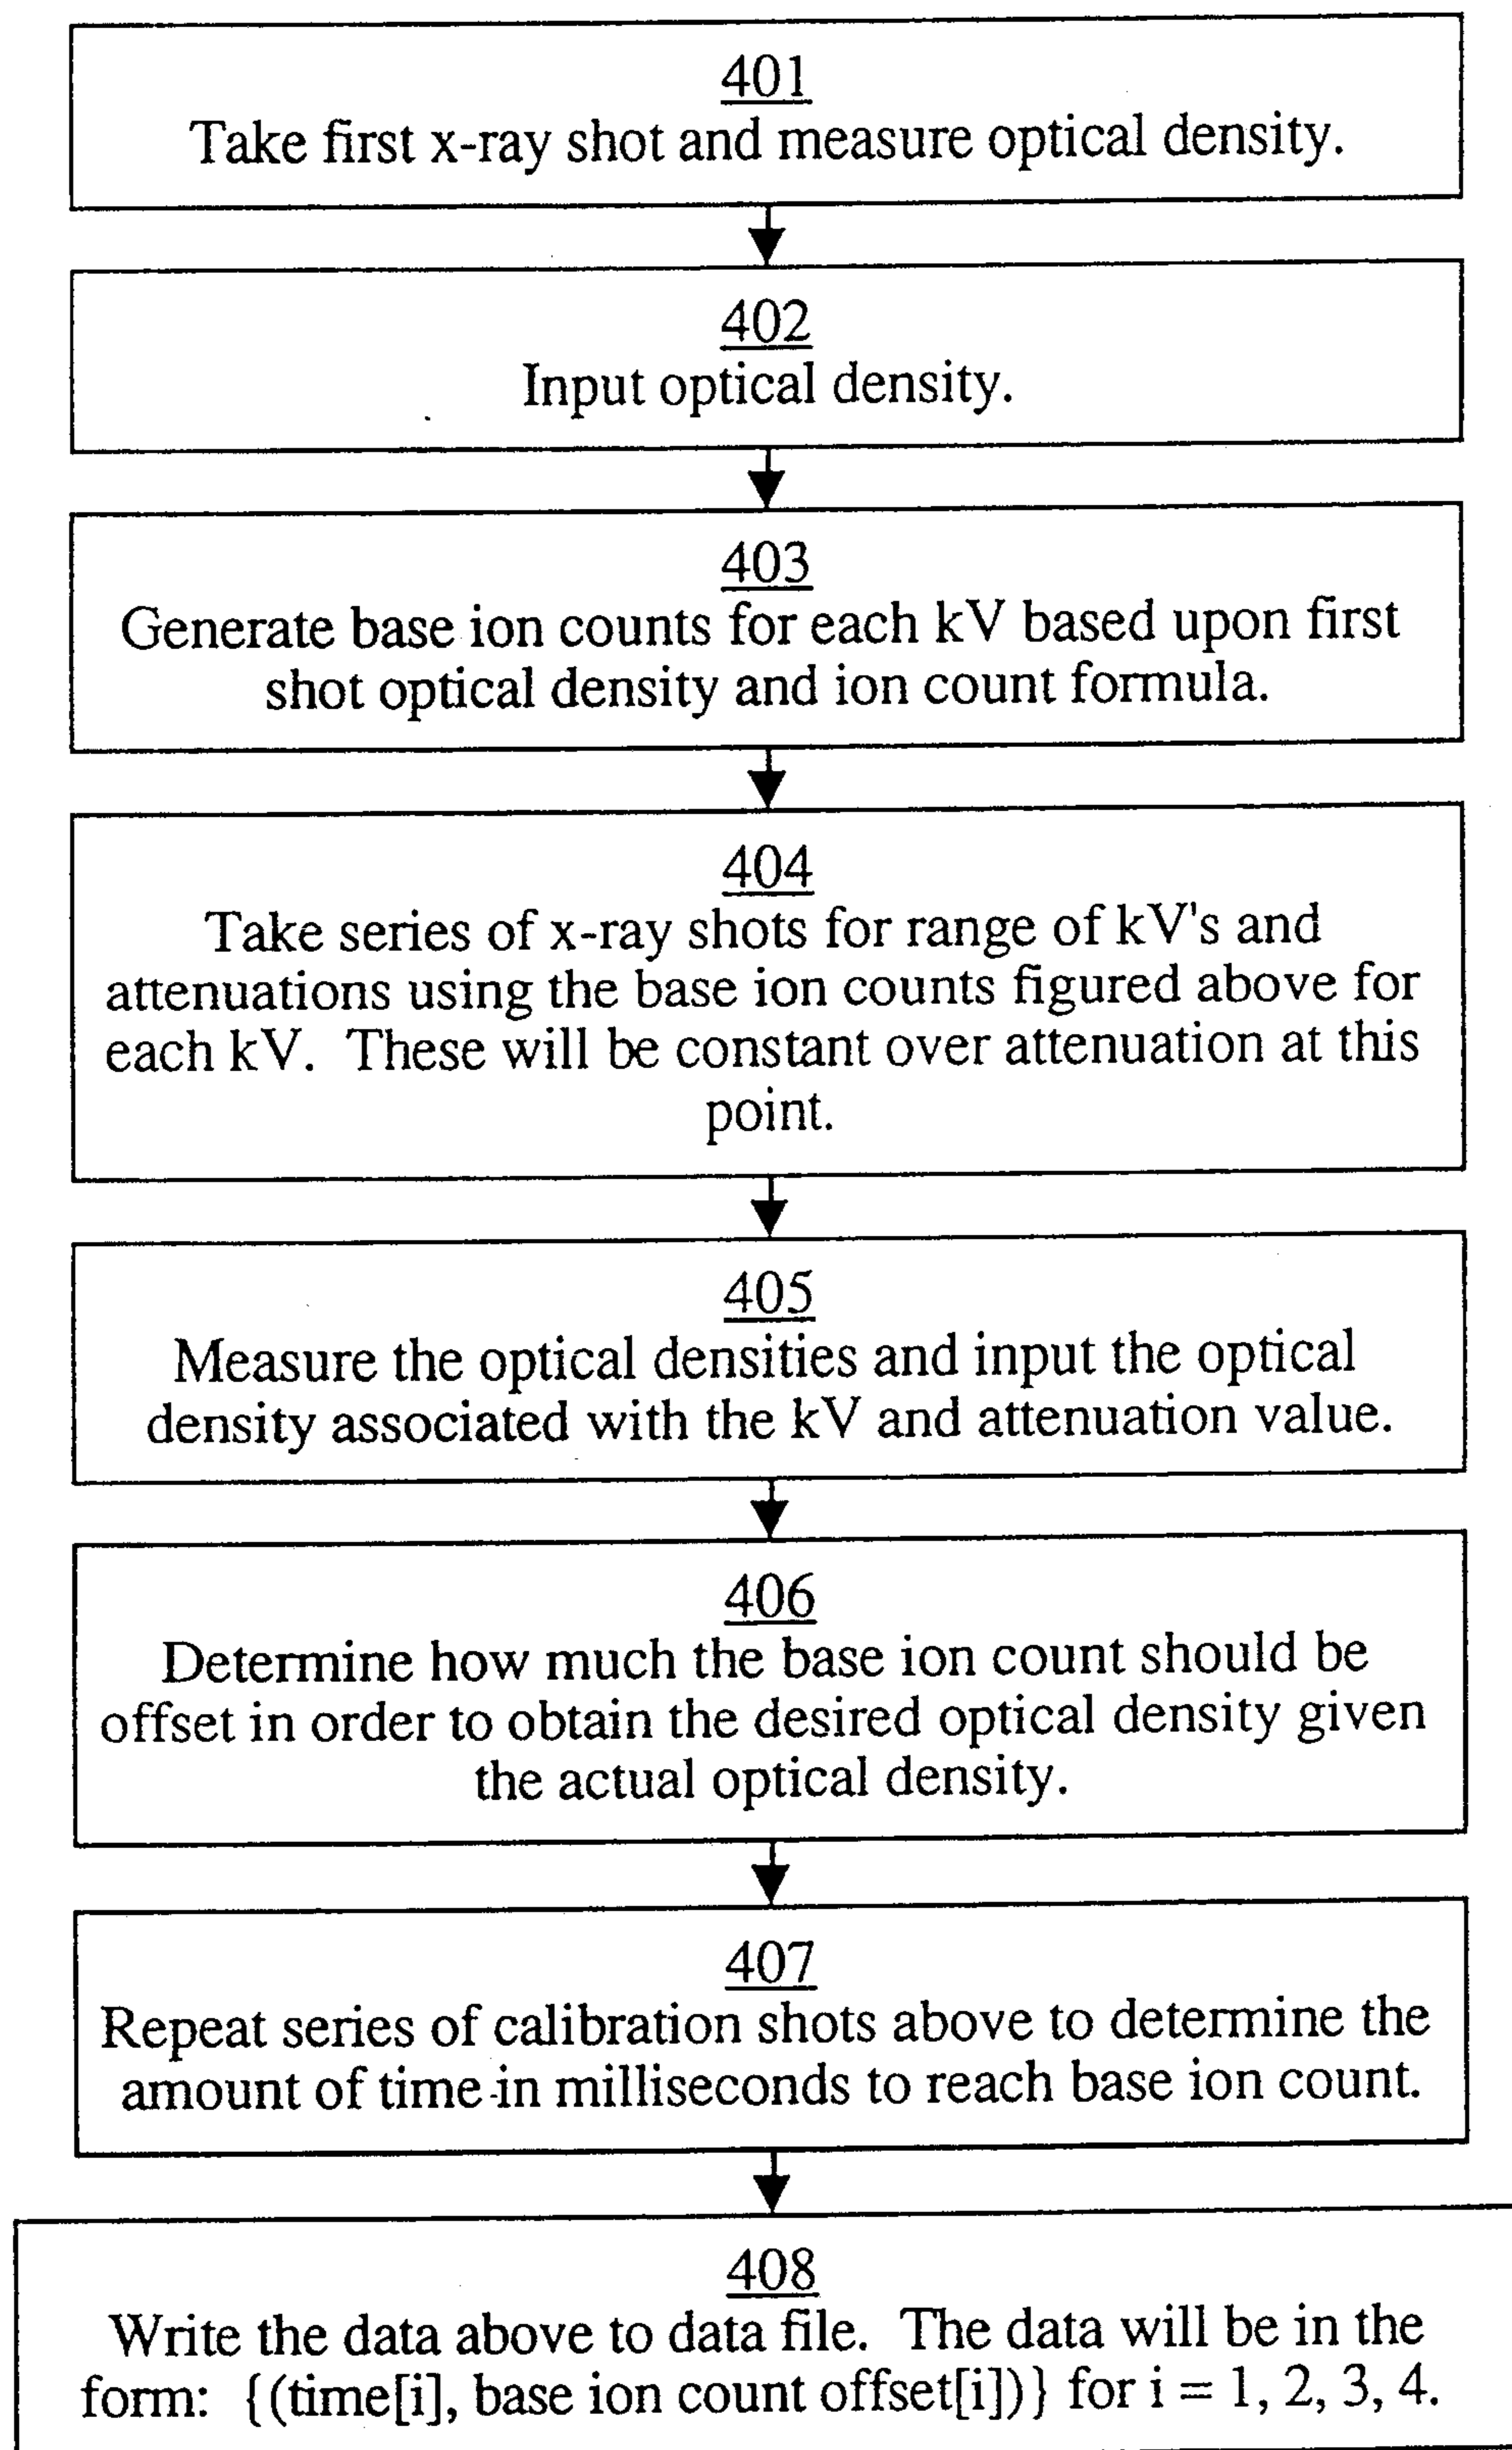 401
Take first x-ray shot and measure optical density.
402
Input optical density.
403
Generate base ion counts for each kV based upon first
shot optical density and ion count formula.
404
Take series of x-ray shots for range of kV's and
attenuations using the base ion counts figured above for
each kV.  These will be constant over attenuation at this
point.
405
Measure the optical densities and input the optical
density associated with the kV and attenuation value.
406
Determine how much the base ion count should be
offset in order to obtain the desired optical density given
the actual optical density.
407
Repeat series of calibration shots above to determine the
amount of time in milliseconds to reach base ion count.
408
Write the data above to data file.  The data will be in the
form:  {(time[i], base ion count offset[i])} for i = 1, 2, 3, 4.